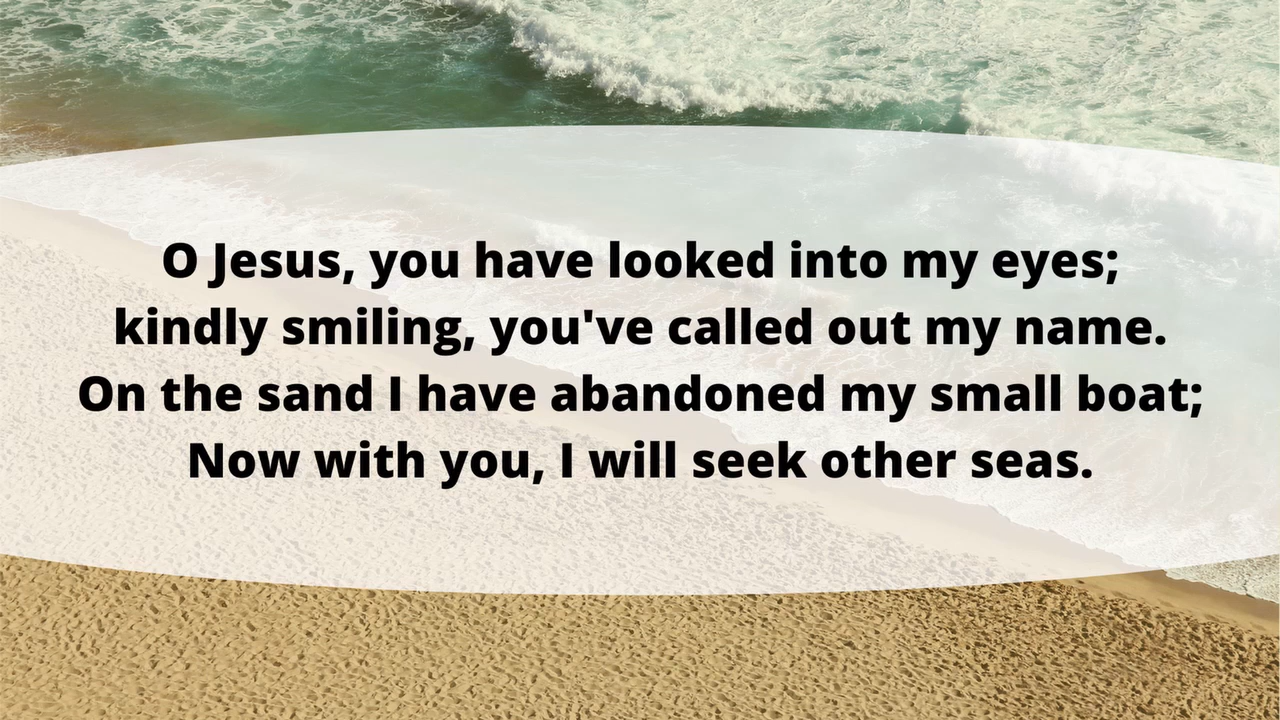 O Jesus, you have looked into my eyes;
kindly smiling, you've called out my name.
On the sand I have abandoned my small boat;
Now with you, I will seek other seas.